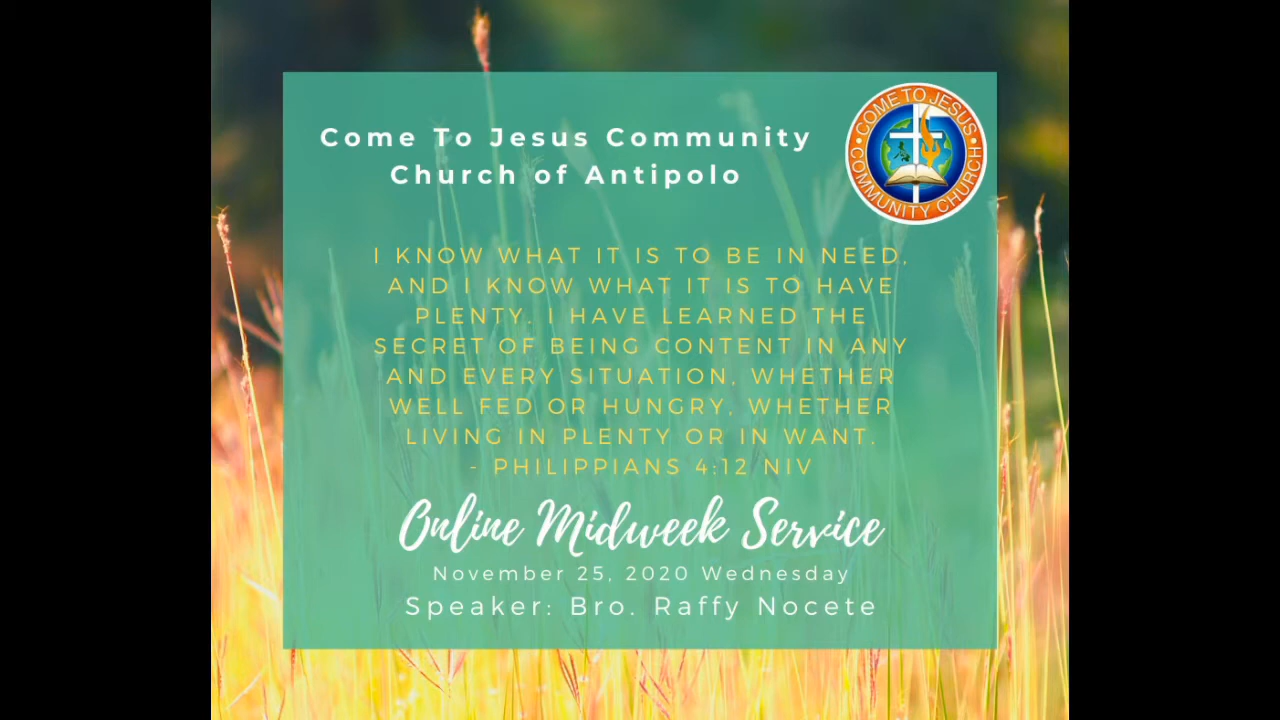 Come To Jesus Community
Church of Antipolo
COME TO JESUS
COMMUNITY CHURCH
I KNOW WHAT IT IS TO BE IN NEED,
AND I KNOW WHAT IT IS TO HAVE
PLENTY. I HAVE LEARNED THE
SECRET OF BEING CONTENT IN ANY
AND EVERY SITUATION, WHETHER
WELL FED OR HUNGRY, WHETHER
LIVING IN PLENTY OR IN WANT.
- PHILIPPIANS 4:12 NIV
Online Midweek Service
November 25, 2020 Wednesday
Speaker: Bro. Raffy Nocete